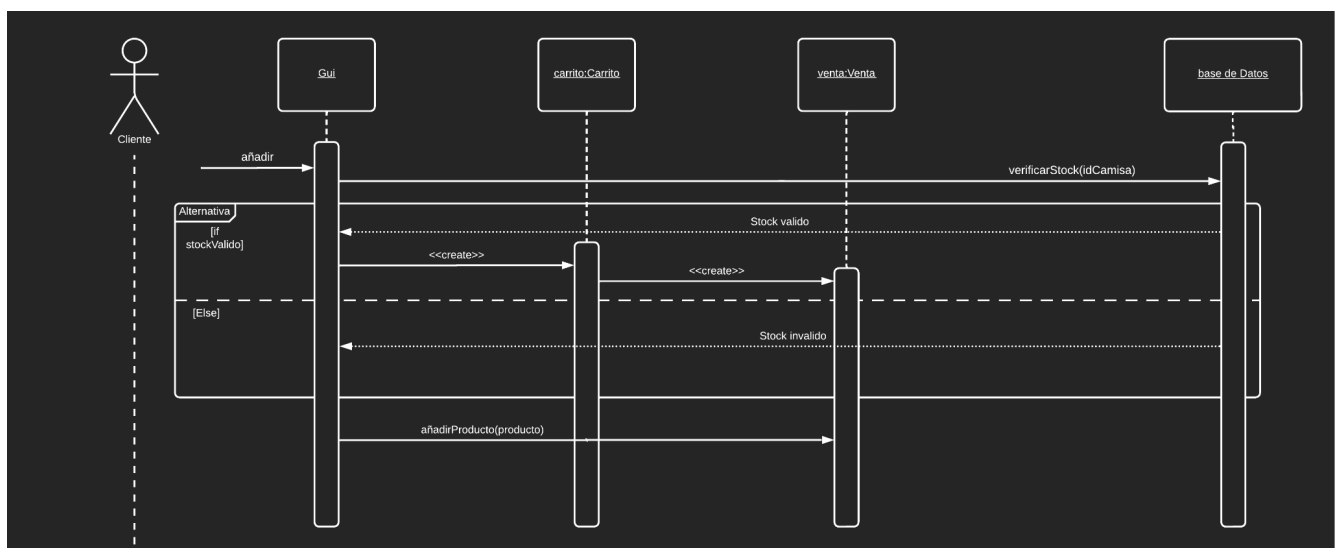 Gui
carrito:Carrito
venta:Venta
base de Datos
Cliente
añadir
verificarStock(idCamisa)
Alternativa
[if
stockValido]
Stock valido
<<create>>
<<create>>
[Else]
Stock invalido
añadirProducto(producto)